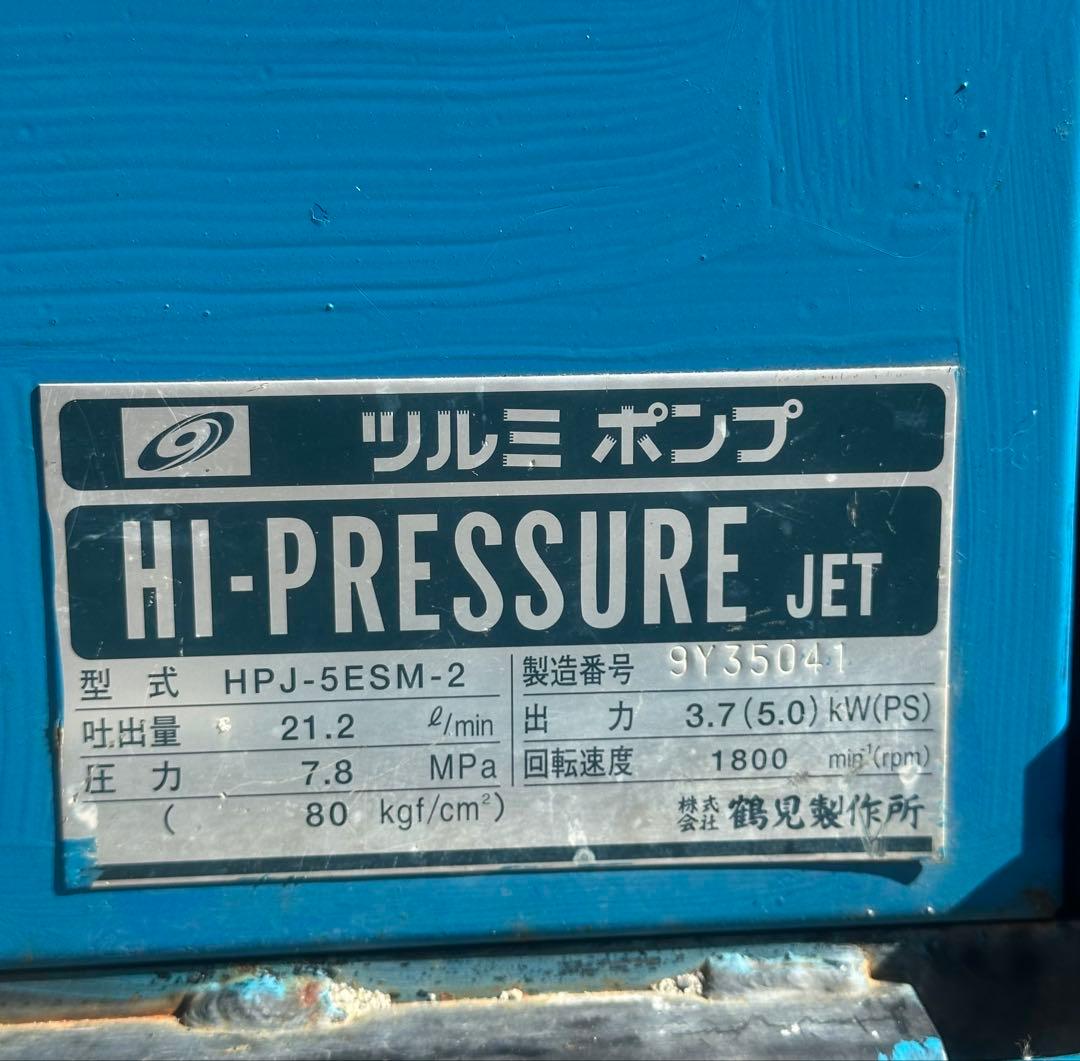 ツルミポンプ
HI-PRESSURE JET
型式 HPJ-5ESM-2 製造番号 9Y35041
吐出量 21.2 ℓ/min 出力 3.7(5.0)kW(PS)
圧力 7.8 MPa 回転速度 1800 min⁻¹(rpm)
( 80 kgf/cm²) 株式会社 鶴見製作所